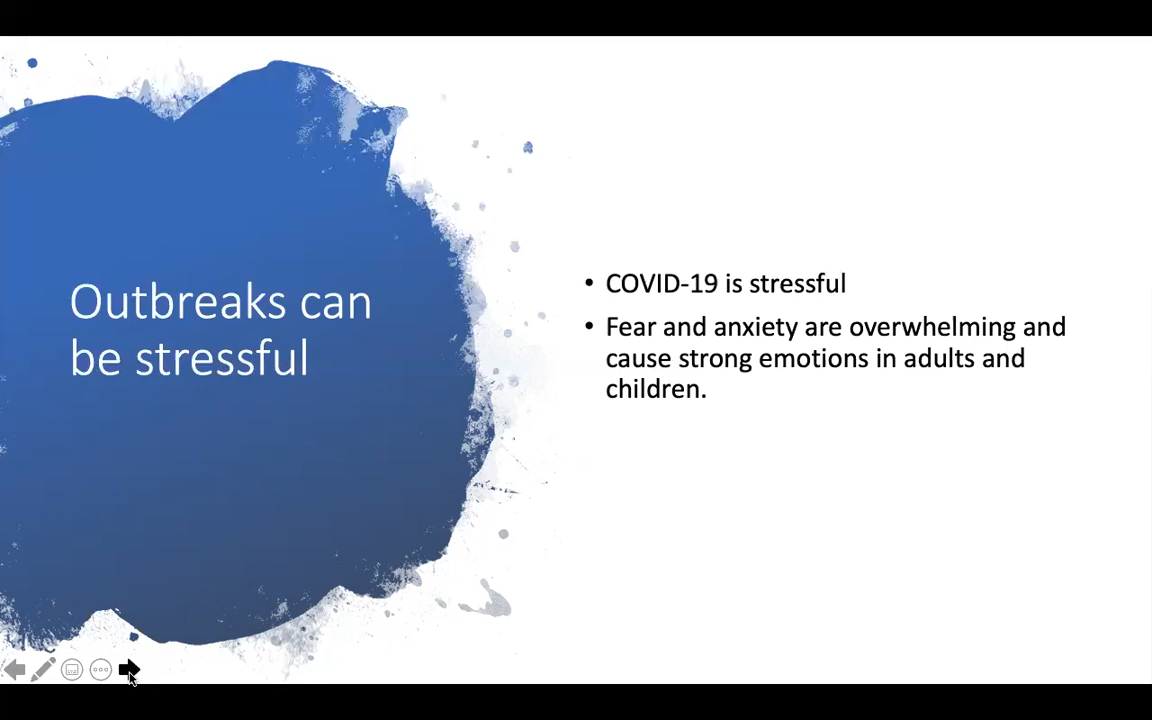 Outbreaks can
be stressful
• COVID-19 is stressful
• Fear and anxiety are overwhelming and
cause strong emotions in adults and
children.